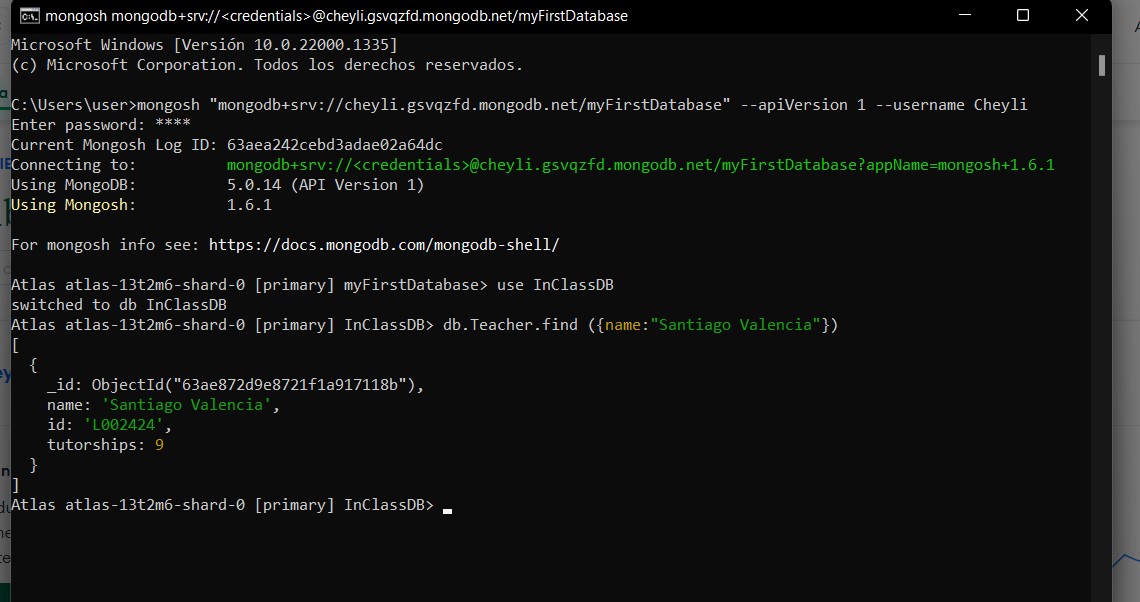 mongosh mongodb+srv://<credentials>@cheyli.gsvqzfd.mongodb.net/myFirstDatabase
Microsoft Windows [Versión 10.0.22000.1335]
(c) Microsoft Corporation. Todos los derechos reservados.
C:\Users\user>mongosh "mongodb+srv://cheyli.gsvqzfd.mongodb.net/myFirstDatabase" --apiVersion 1 --username Cheyli
Enter password: ****
Current Mongosh Log ID: 63aea242cebd3adae02a64dc
Connecting to: mongodb+srv://<credentials>@cheyli.gsvqzfd.mongodb.net/myFirstDatabase?appName=mongosh+1.6.1
Using MongoDB: 5.0.14 (API Version 1)
Using Mongosh: 1.6.1
For mongosh info see: https://docs.mongodb.com/mongodb-shell/
Atlas atlas-13t2m6-shard-0 [primary] myFirstDatabase> use InClassDB
switched to db InClassDB
Atlas atlas-13t2m6-shard-0 [primary] InClassDB> db.Teacher.find ({name:"Santiago Valencia"})
[
{
_id: ObjectId("63ae872d9e8721f1a917118b"),
name: 'Santiago Valencia',
id: 'L002424',
tutorships: 9
}
]
Atlas atlas-13t2m6-shard-0 [primary] InClassDB>